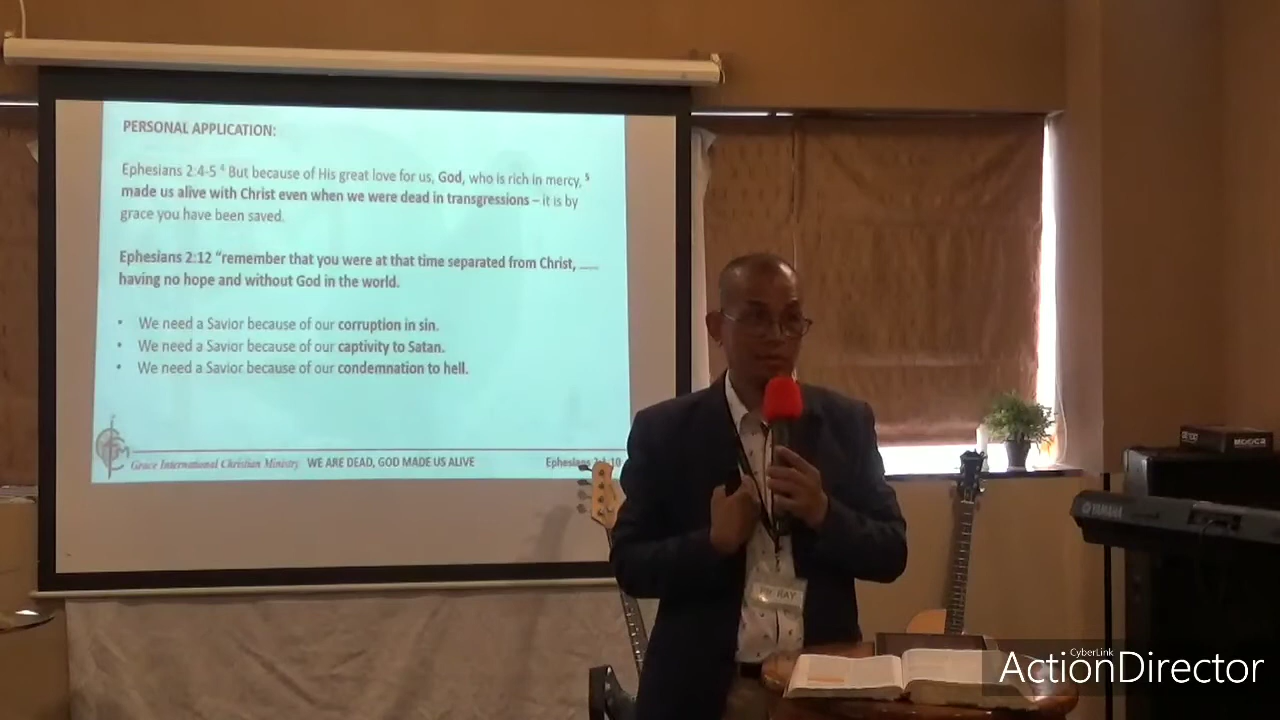 PERSONAL APPLICATION:
Ephesians 2:4-5 ⁴ But because of His great love for us, God, who is rich in mercy, ⁵
made us alive with Christ even when we were dead in transgressions – it is by
grace you have been saved.
Ephesians 2:12 “remember that you were at that time separated from Christ, ___
having no hope and without God in the world.
• We need a Savior because of our corruption in sin.
• We need a Savior because of our captivity to Satan.
• We need a Savior because of our condemnation to hell.
Grace International Christian Ministry WE ARE DEAD, GOD MADE US ALIVE Ephesians 2:1-10
RAY
YAMAHA
MOOER
CyberLink
ActionDirector